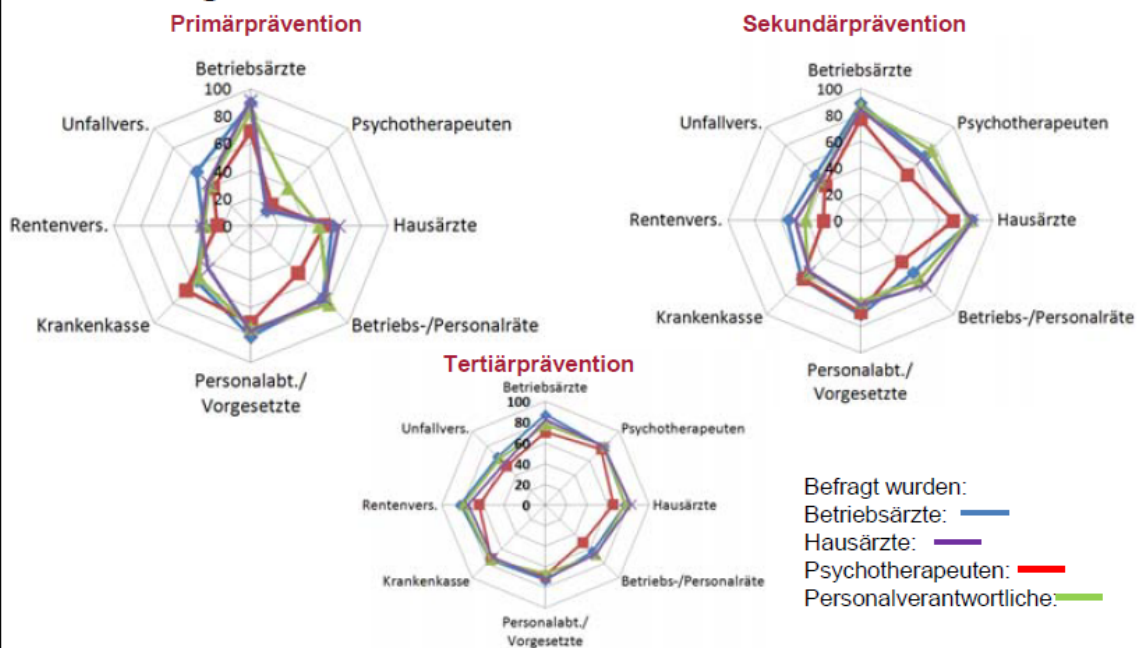 Primärprävention
Betriebsärzte
100
80
60
40
20
0
Unfallvers.
Psychotherapeuten
Rentenvers.
Hausärzte
Krankenkasse
Betriebs-/Personalräte
Personalabt./
Vorgesetzte
Sekundärprävention
Betriebsärzte
100
80
60
40
20
0
Unfallvers.
Psychotherapeuten
Rentenvers.
Hausärzte
Krankenkasse
Betriebs-/Personalräte
Personalabt./
Vorgesetzte
Tertiärprävention
Betriebsärzte
100
80
60
40
20
0
Unfallvers.
Psychotherapeuten
Rentenvers.
Hausärzte
Krankenkasse
Betriebs-/Personalräte
Personalabt./
Vorgesetzte
Befragt wurden:
Betriebsärzte:
Hausärzte:
Psychotherapeuten:
Personalverantwortliche: